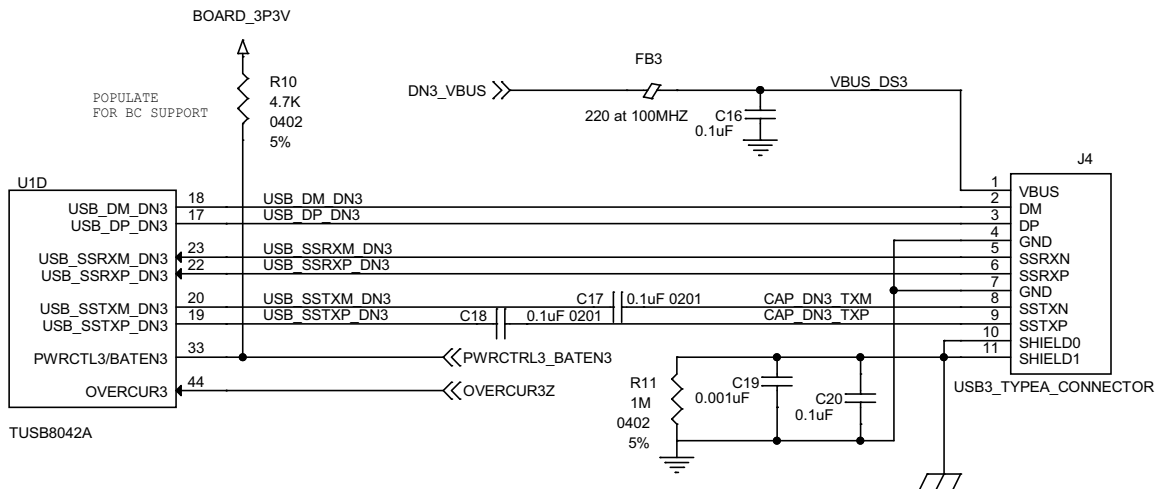 BOARD_3P3V
POPULATE
FOR BC SUPPORT
R10
4.7K
0402
5%
DN3_VBUS
FB3
220 at 100MHZ
C16
0.1uF
VBUS_DS3
U1D
USB_DM_DN3
18
USB_DM_DN3
USB_DP_DN3
17
USB_DP_DN3
USB_SSRXM_DN3
23
USB_SSRXM_DN3
USB_SSRXP_DN3
22
USB_SSRXP_DN3
USB_SSTXM_DN3
20
USB_SSTXM_DN3
C17
0.1uF 0201
CAP_DN3_TXM
USB_SSTXP_DN3
19
USB_SSTXP_DN3
C18
0.1uF 0201
CAP_DN3_TXP
PWRCTL3/BATEN3
33
PWRCTRL3_BATEN3
OVERCUR3
44
OVERCUR3Z
TUSB8042A
R11
1M
0402
5%
C19
0.001uF
C20
0.1uF
J4
1 VBUS
2 DM
3 DP
4 GND
5 SSRXN
6 SSRXP
7 GND
8 SSTXN
9 SSTXP
10 SHIELD0
11 SHIELD1
USB3_TYPEA_CONNECTOR